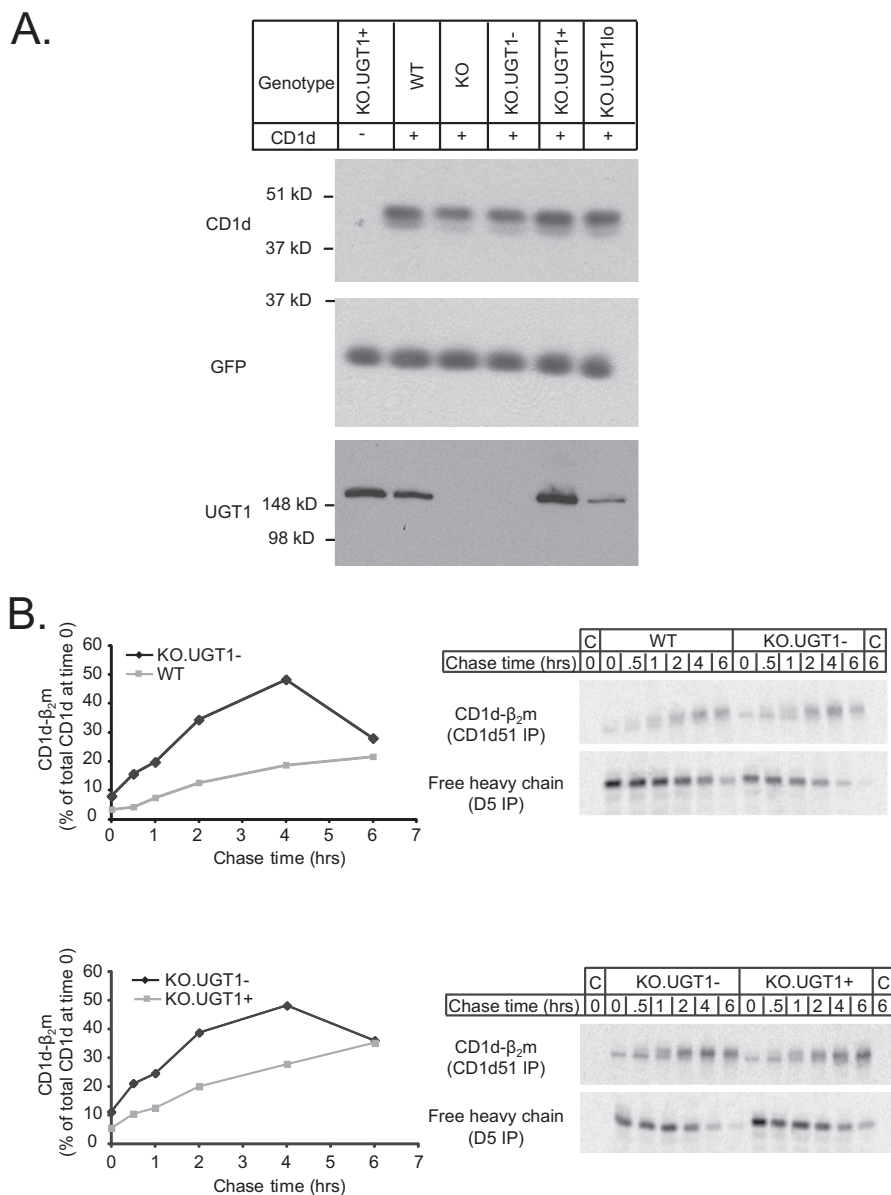 A.
Genotype KO.UGT1+ WT KO KO.UGT1- KO.UGT1+ KO.UGT1lo
CD1d - + + + + +
51 kD
CD1d
37 kD
37 kD
GFP
148 kD
UGT1
98 kD
B.
60
50
40
30
20
10
0
0 1 2 3 4 5 6 7
KO.UGT1-
WT
CD1d-β₂m
(% of total CD1d at time 0)
Chase time (hrs)
C WT KO.UGT1- C
Chase time (hrs) 0 0 .5 1 2 4 6 0 .5 1 2 4 6 6
CD1d-β₂m
(CD1d51 IP)
Free heavy chain
(D5 IP)
60
50
40
30
20
10
0
0 1 2 3 4 5 6 7
KO.UGT1-
KO.UGT1+
CD1d-β₂m
(% of total CD1d at time 0)
Chase time (hrs)
C KO.UGT1- KO.UGT1+ C
Chase time (hrs) 0 0 .5 1 2 4 6 0 .5 1 2 4 6 6
CD1d-β₂m
(CD1d51 IP)
Free heavy chain
(D5 IP)